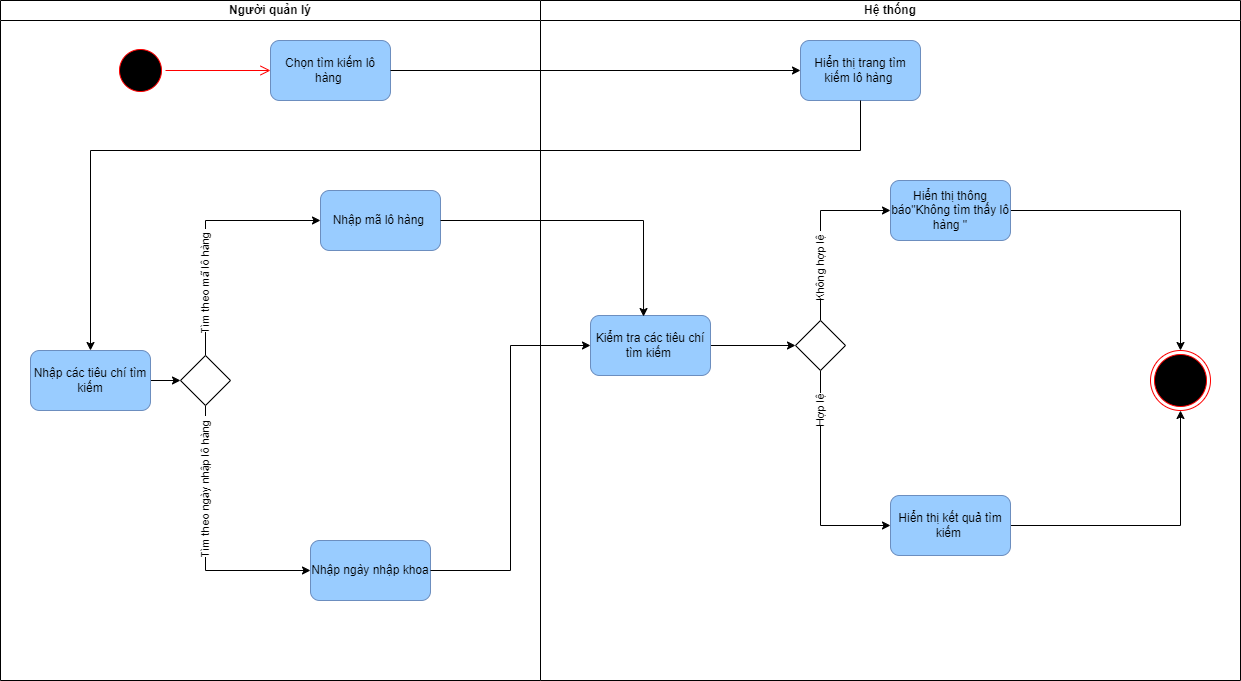 Người quản lý
Hệ thống
Chọn tìm kiếm lô
hàng
Hiển thị trang tìm
kiếm lô hàng
Nhập mã lô hàng
Hiển thị thông
báo"Không tìm thấy lô
hàng "
Tìm theo mã lô hàng
Không hợp lệ
Kiểm tra các tiêu chí
tìm kiếm
Nhập các tiêu chí tìm
kiếm
Hợp lệ
Tìm theo ngày nhập lô hàng
Hiển thị kết quả tìm
kiếm
Nhập ngày nhập khoa